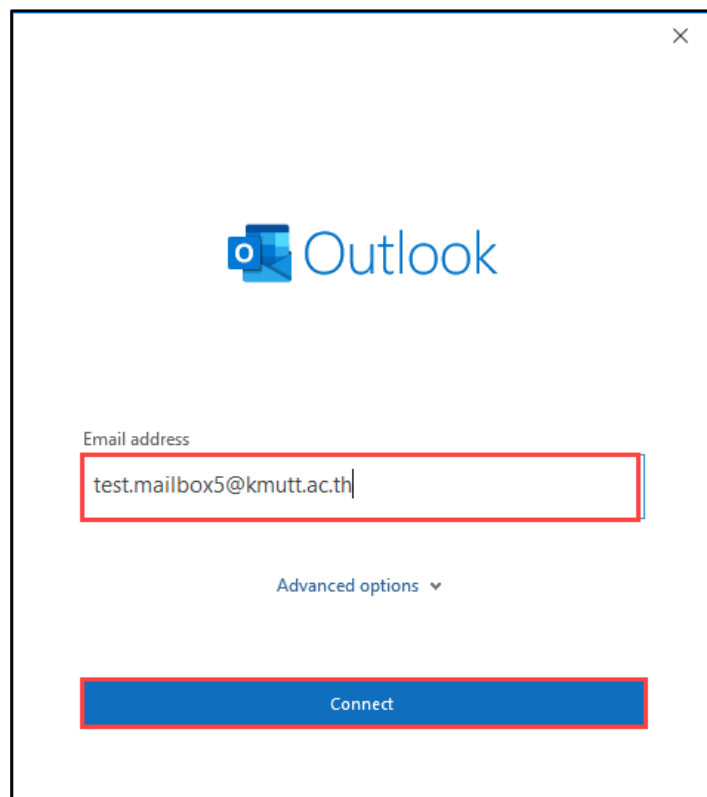 Outlook
Email address
test.mailbox5@kmutt.ac.th
Advanced options
Connect